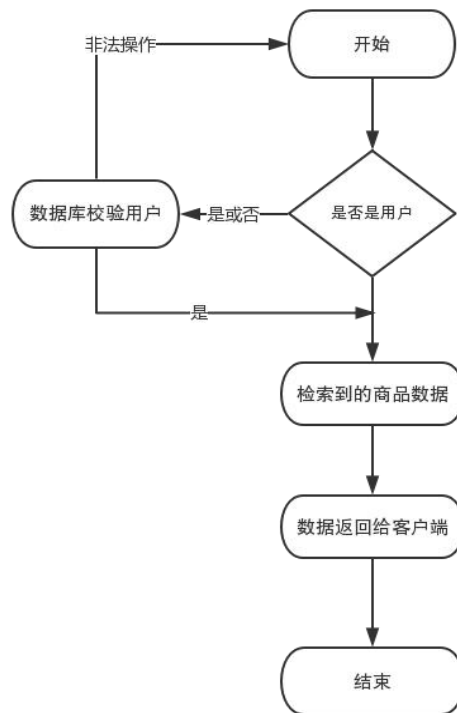 非法操作
开始
数据库校验用户
是或否
是否是用户
是
检索到的商品数据
数据返回给客户端
结束